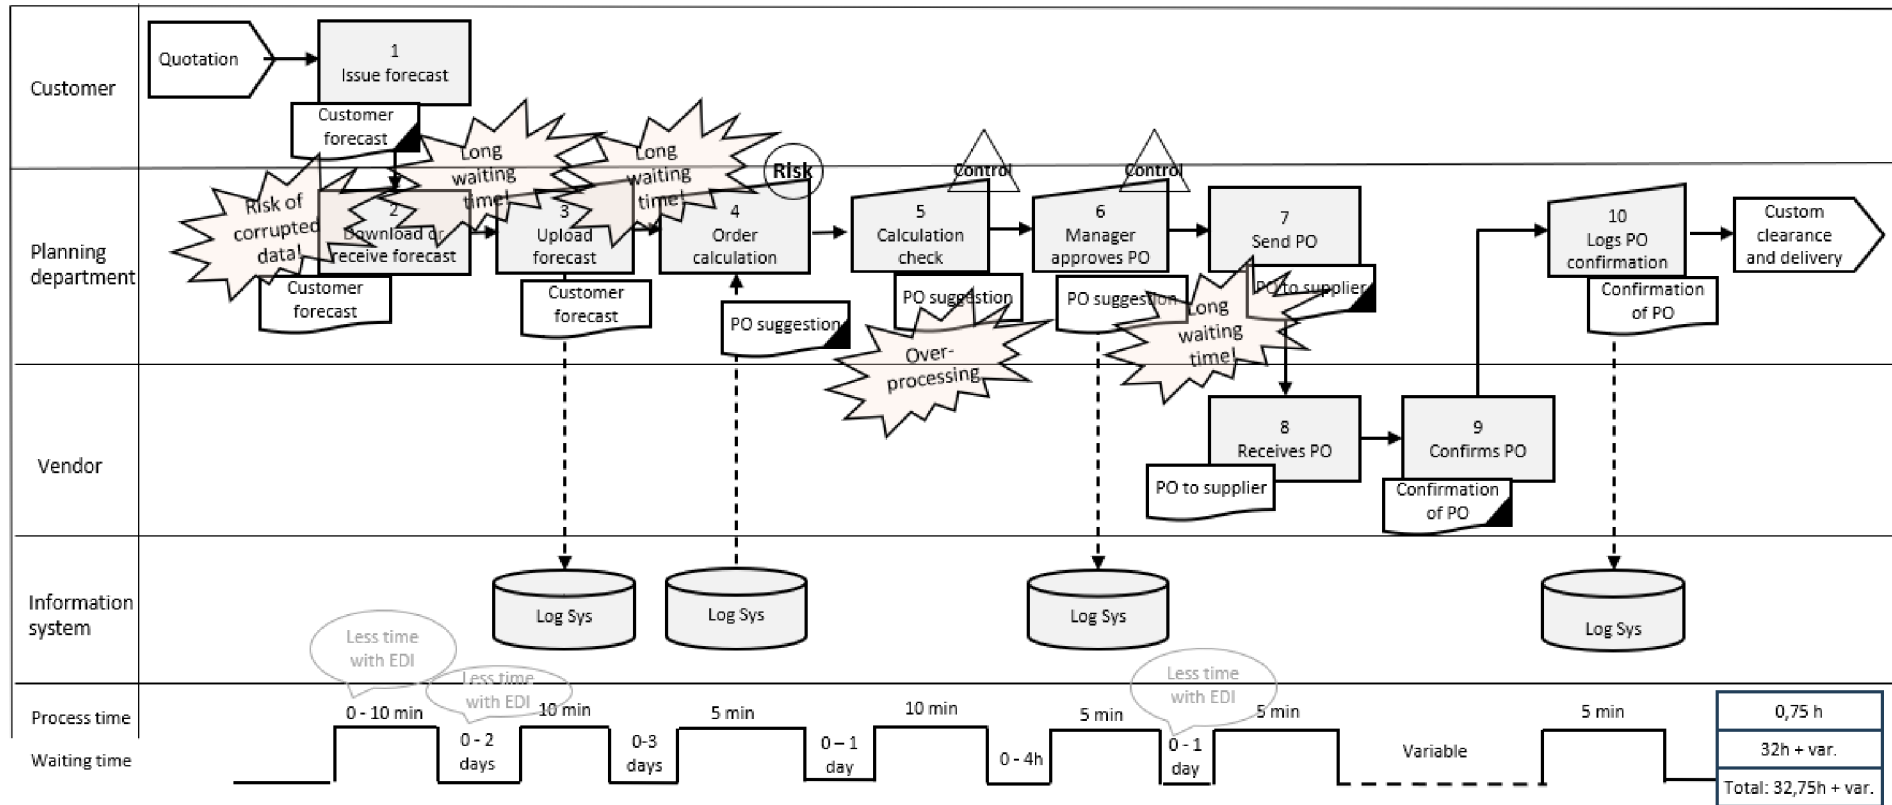 Customer
Quotation
1
Issue forecast
Customer
forecast
Long
waiting
time!
Long
waiting
time!
Risk
Control
Control
Planning
department
Risk of
corrupted
data!
2
Download or
receive forecast
Customer
forecast
3
Upload
forecast
Customer
forecast
4
Order
calculation
PO suggestion
5
Calculation
check
PO suggestion
Over-
processing
6
Manager
approves PO
PO suggestion
Long
waiting
time!
7
Send PO
PO to supplier
10
Logs PO
confirmation
Confirmation
of PO
Custom
clearance
and delivery
Vendor
8
Receives PO
PO to supplier
9
Confirms PO
Confirmation
of PO
Information
system
Log Sys
Log Sys
Log Sys
Log Sys
Less time
with EDI
Less time
with EDI
Less time
with EDI
Process time
0 - 10 min
10 min
5 min
10 min
5 min
5 min
5 min
0,75 h
Waiting time
0 - 2
days
0-3
days
0 – 1
day
0 - 4h
0 - 1
day
Variable
32h + var.
Total: 32,75h + var.